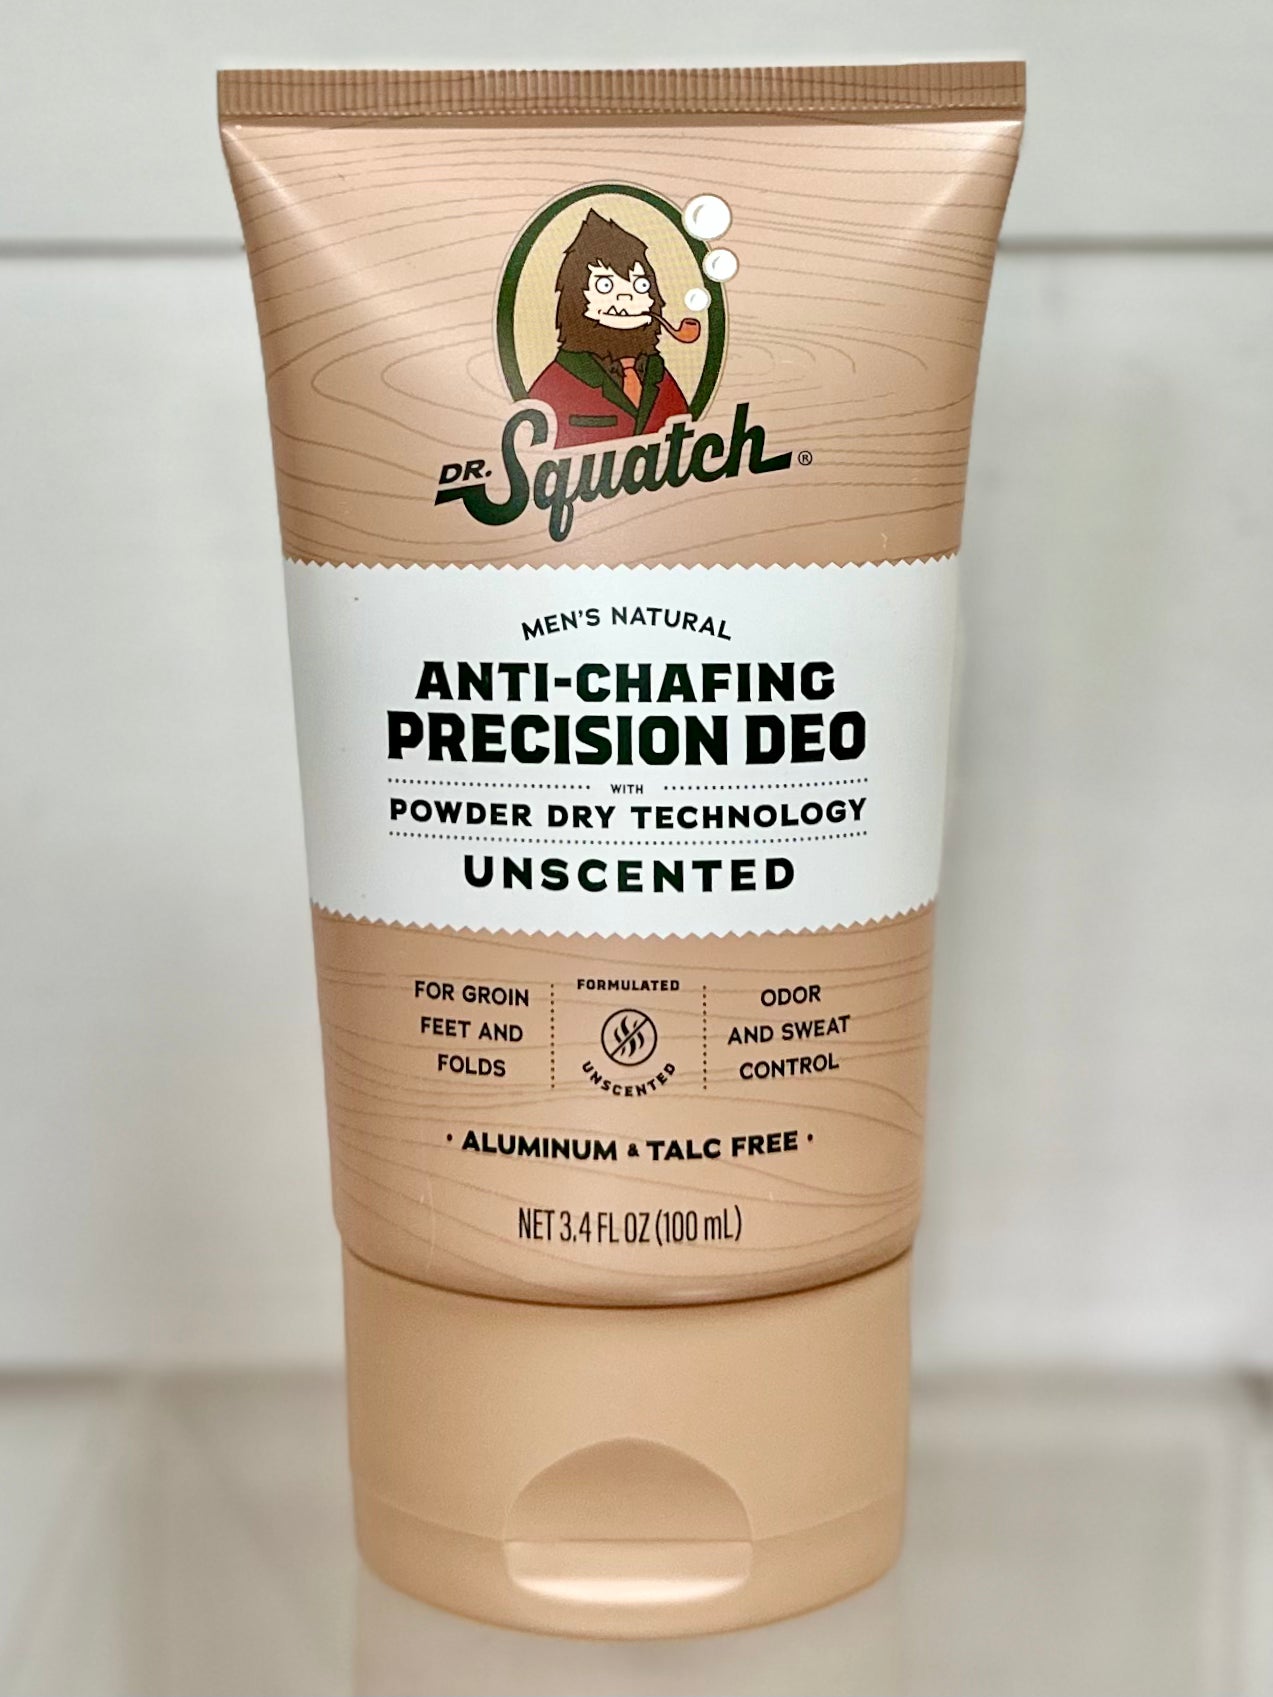 DR. Squatch®
MEN'S NATURAL
ANTI-CHAFING
PRECISION DEO
WITH
POWDER DRY TECHNOLOGY
UNSCENTED
FOR GROIN
FEET AND
FOLDS
FORMULATED
UNSCENTED
ODOR
AND SWEAT
CONTROL
· ALUMINUM & TALC FREE ·
NET 3.4 FL OZ (100 mL)